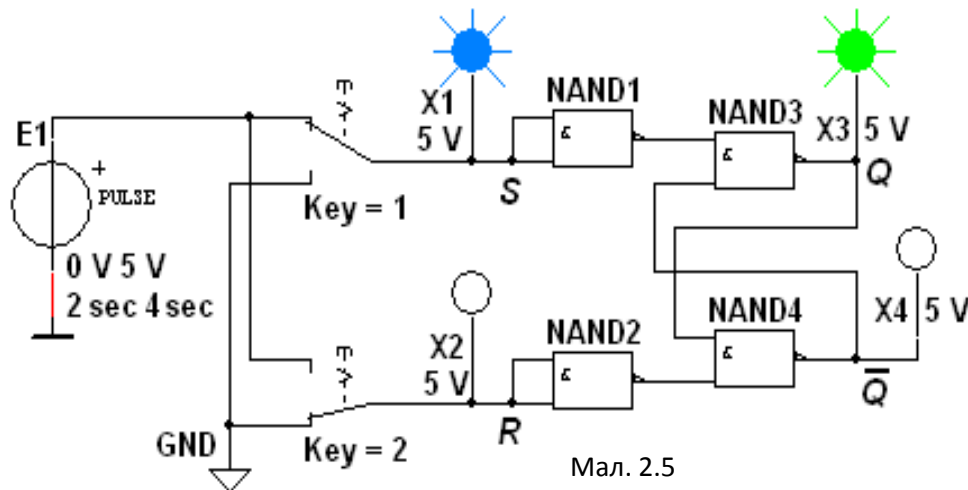 X1
5 V
NAND1
NAND3
X3 5 V
E1
+
PULSE
&
&
Q
S
Key = 1
0 V 5 V
2 sec 4 sec
X2
5 V
NAND2
NAND4
X4 5 V
&
&
Q̅
R
GND
Key = 2
Мал. 2.5